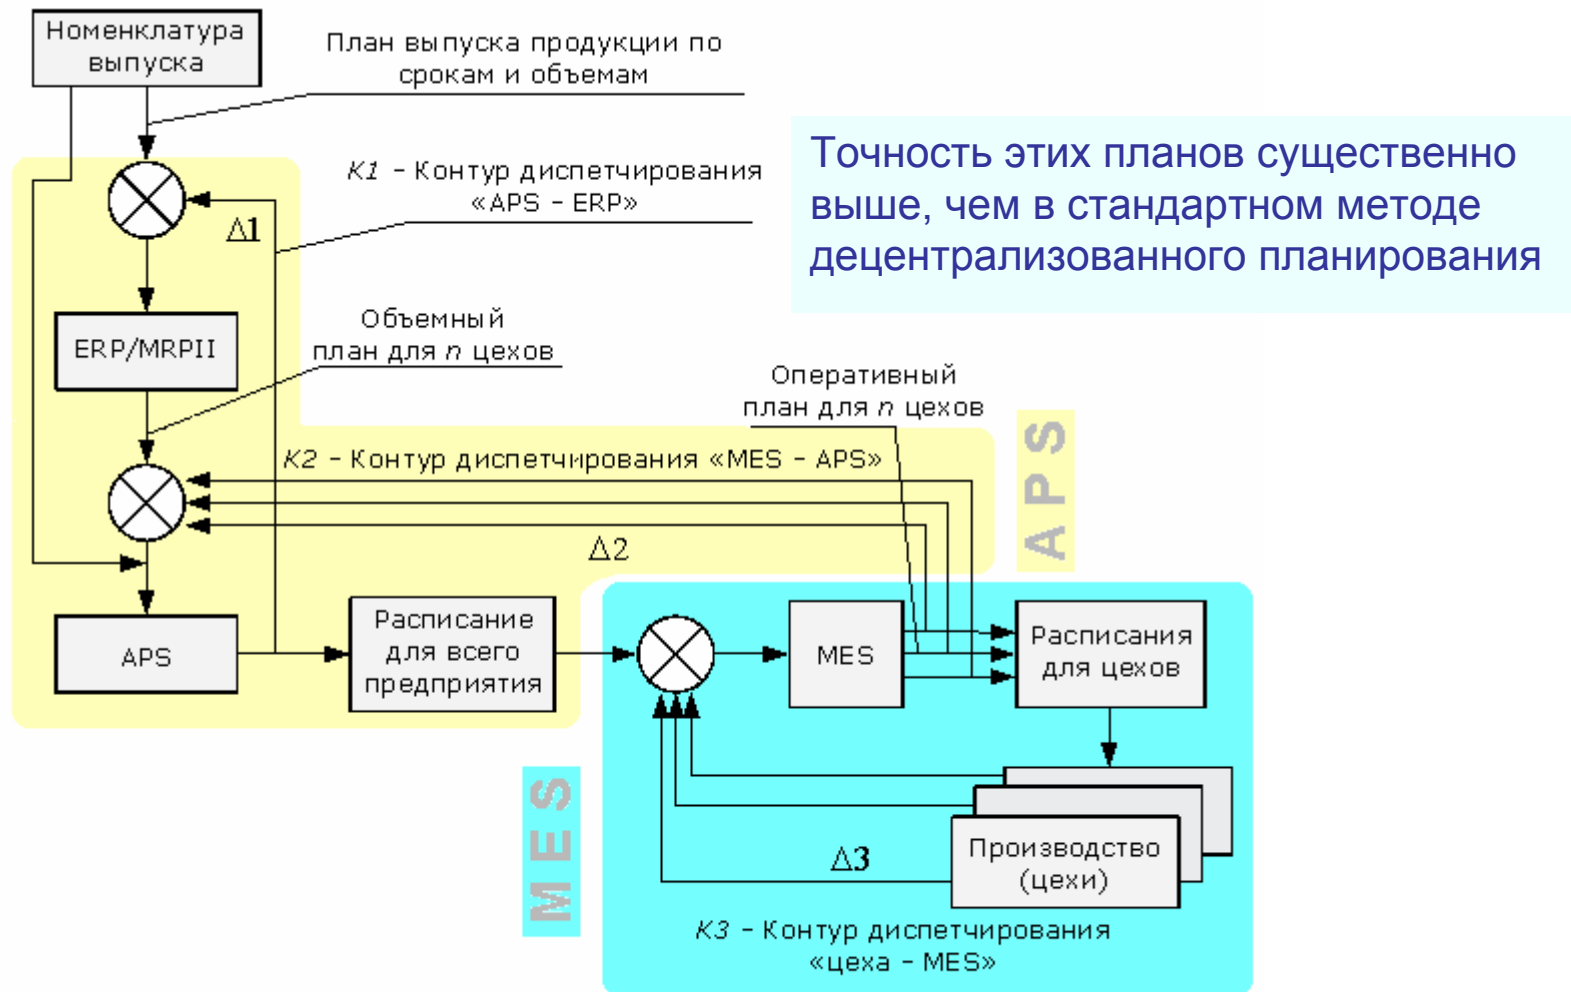 Номенклатура
выпуска
План выпуска продукции по
срокам и объемам
K1 – Контур диспетчирования
«APS – ERP»
Δ1
Точность этих планов существенно
выше, чем в стандартном методе
децентрализованного планирования
ERP/MRPII
Объемный
план для n цехов
Оперативный
план для n цехов
K2 – Контур диспетчирования «MES – APS»
Δ2
APS
APS
Расписание
для всего
предприятия
MES
Расписания
для цехов
MES
Производство
(цехи)
Δ3
K3 – Контур диспетчирования
«цеха – MES»